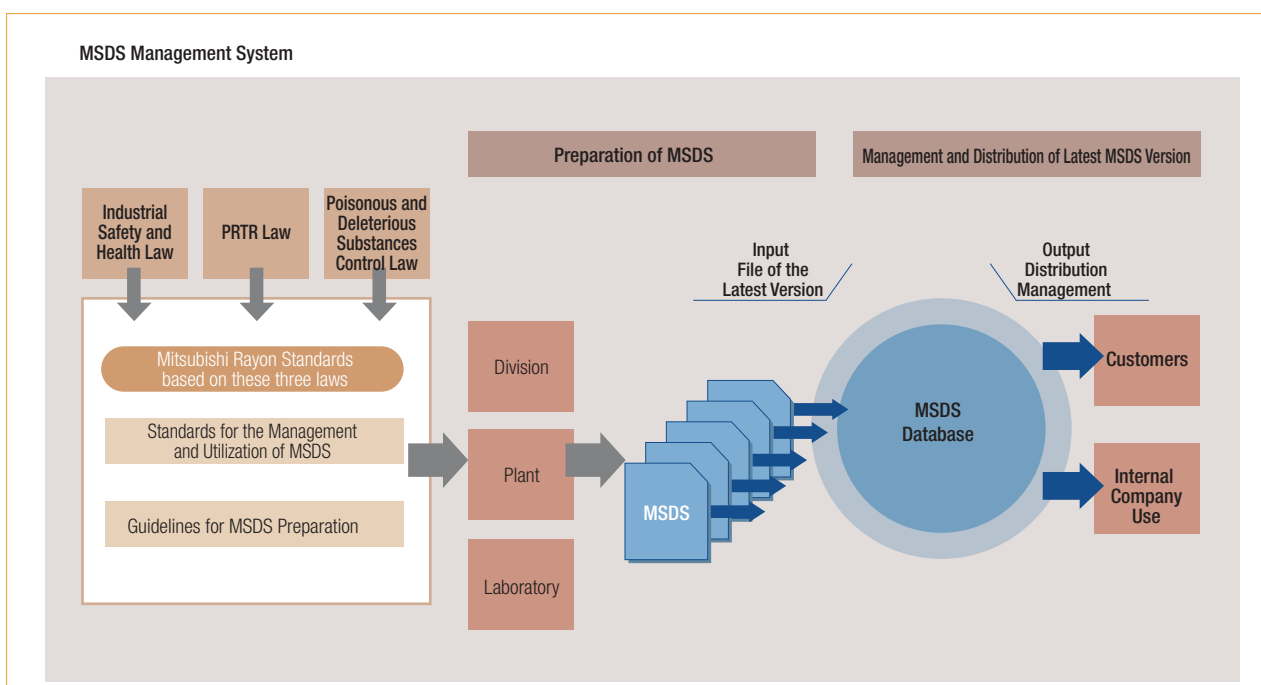 MSDS Management System
Preparation of MSDS
Management and Distribution of Latest MSDS Version
Industrial
Safety and
Health Law
PRTR Law
Poisonous and
Deleterious
Substances
Control Law
Input
File of the
Latest Version
Output
Distribution
Management
Mitsubishi Rayon Standards
based on these three laws
Standards for the Management
and Utilization of MSDS
Guidelines for MSDS Preparation
Division
Plant
Laboratory
MSDS
MSDS
Database
Customers
Internal
Company
Use